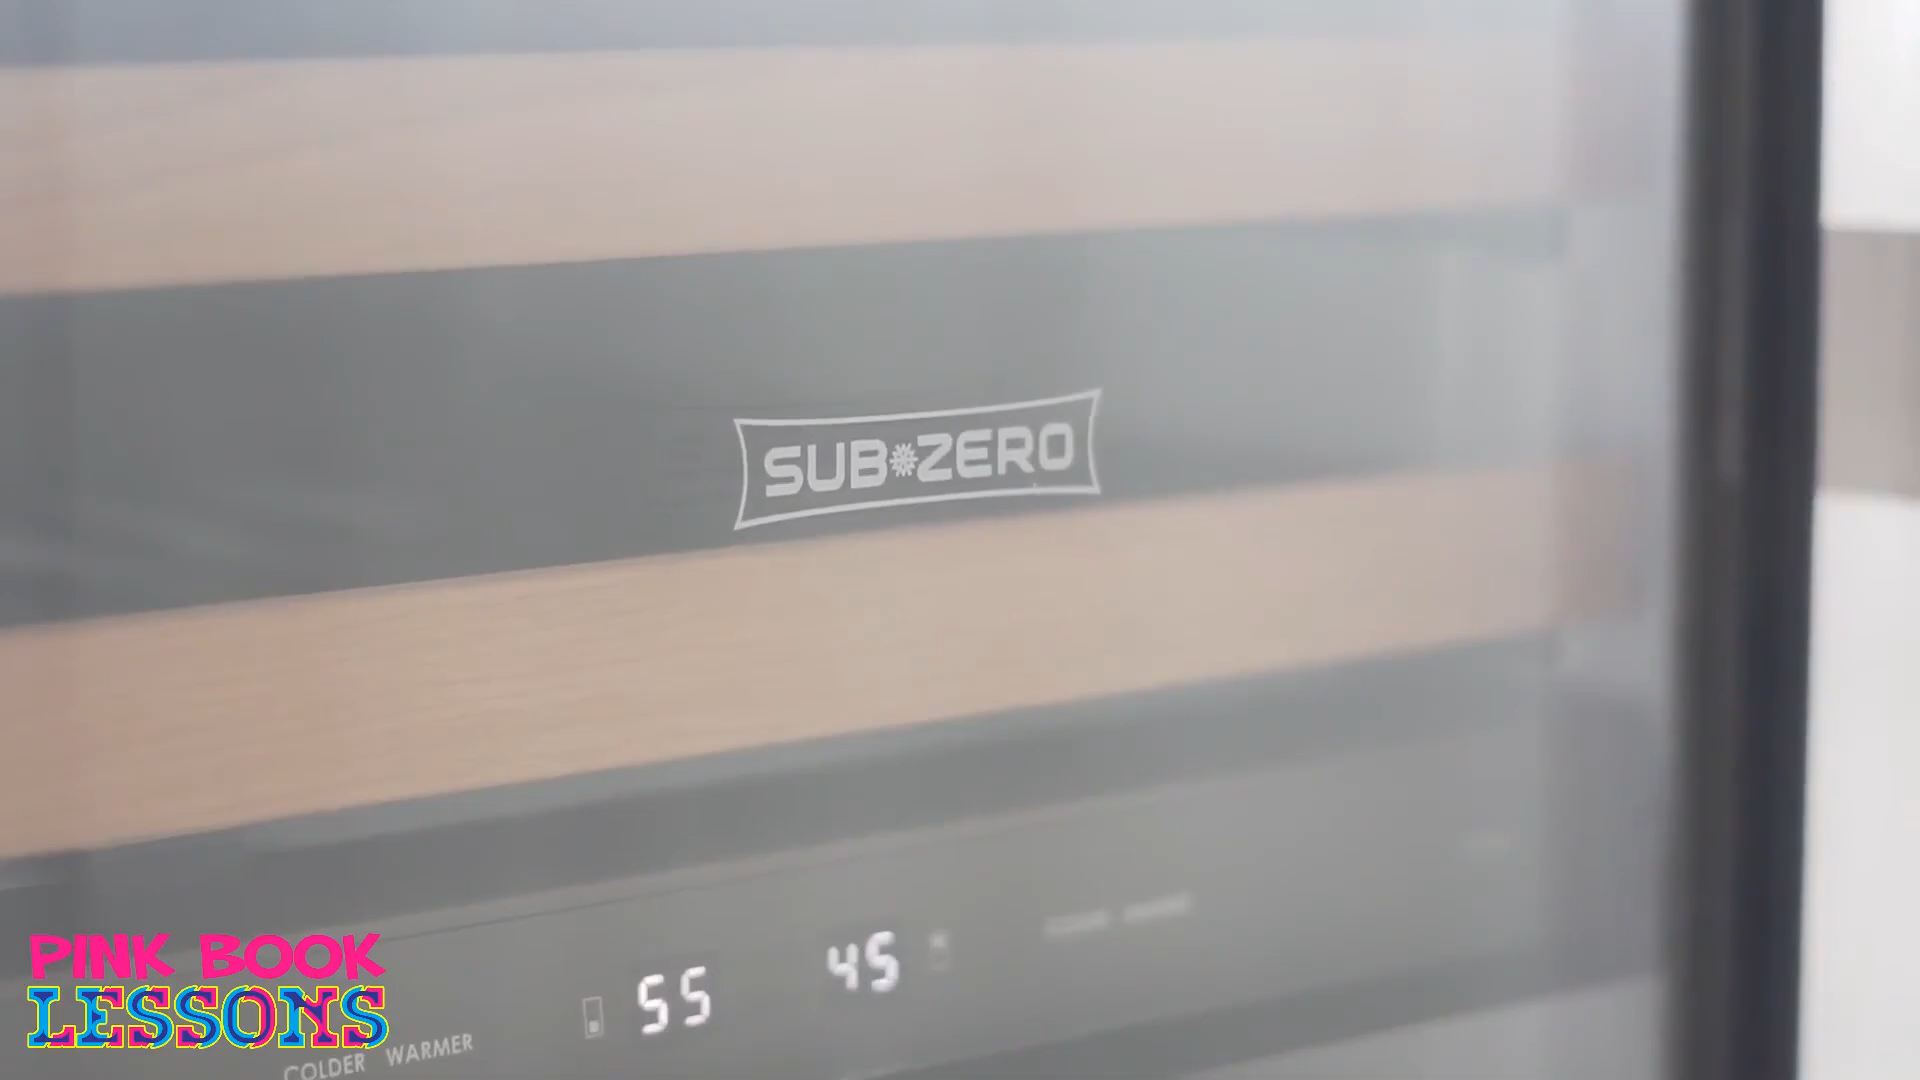 SUB ZERO
55 45
COLDER WARMER
PINK BOOK
LESSONS